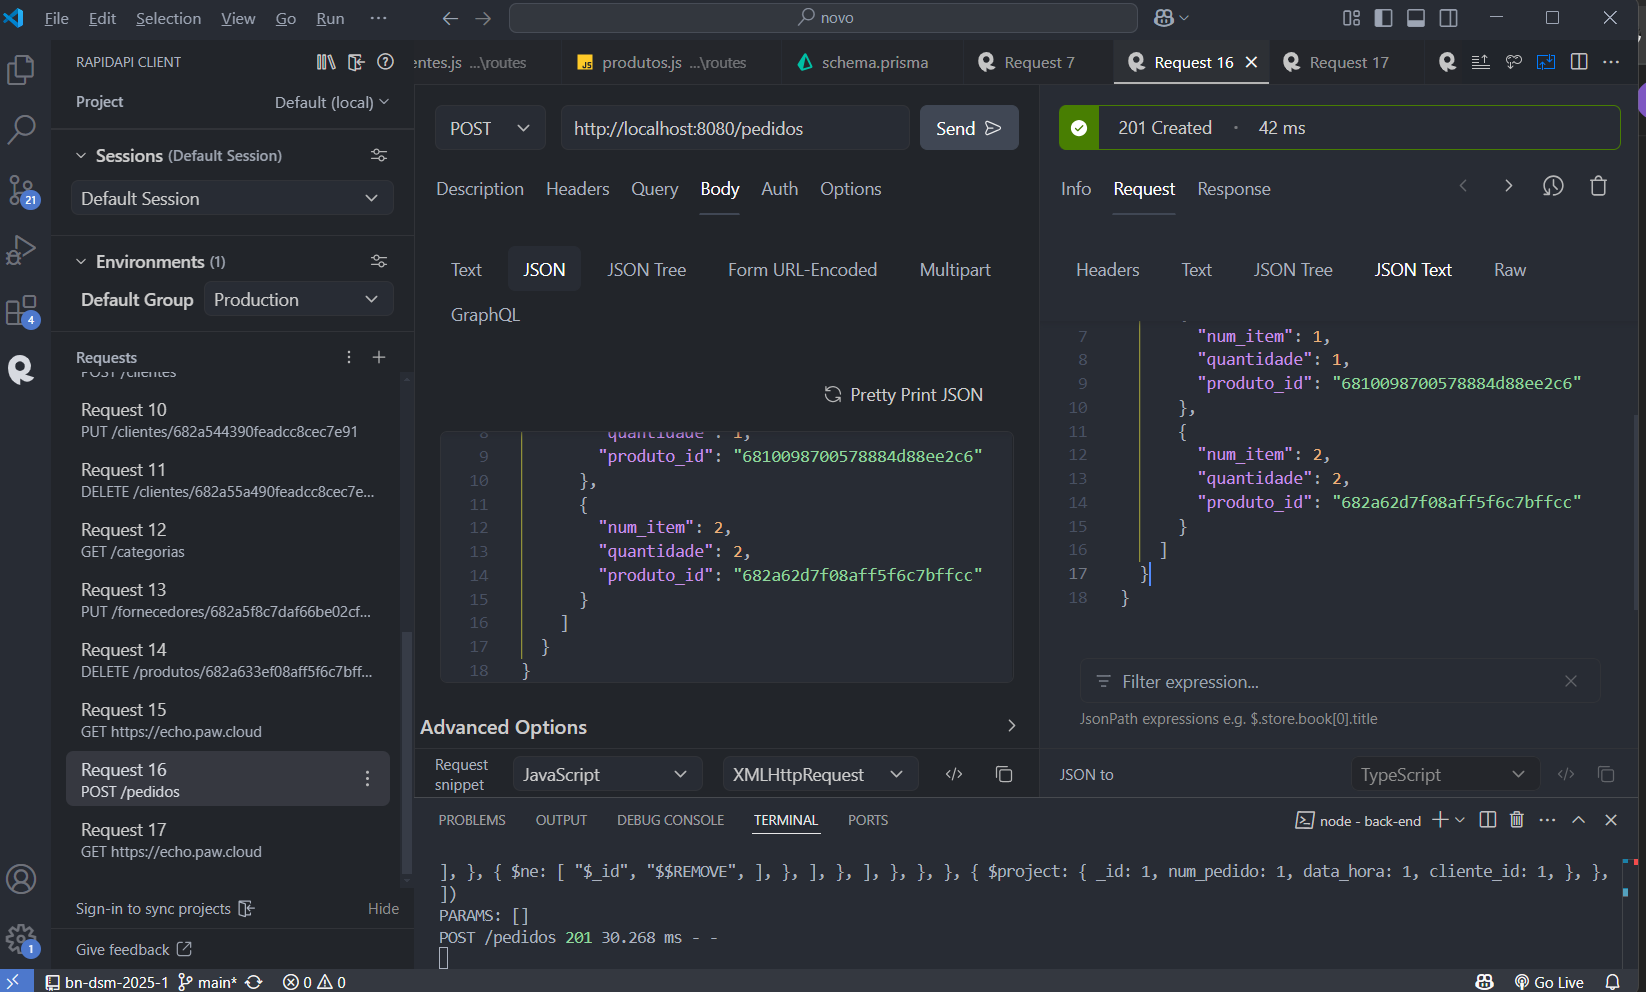 File Edit Selection View Go Run ··· novo
RAPIDAPI CLIENT
entes.js ...\routes
JS produtos.js ...\routes
schema.prisma
Request 7
Request 16
Request 17
Project Default (local)
Sessions (Default Session)
Default Session
Environments (1)
Default Group Production
Requests
POST /clientes
Request 10
PUT /clientes/682a544390feadcc8cec7e91
Request 11
DELETE /clientes/682a55a490feadcc8cec7e...
Request 12
GET /categorias
Request 13
PUT /fornecedores/682a5f8c7daf66be02cf...
Request 14
DELETE /produtos/682a633ef08aff5f6c7bff...
Request 15
GET https://echo.paw.cloud
Request 16
POST /pedidos
Request 17
GET https://echo.paw.cloud
Sign-in to sync projects Hide
Give feedback
21
4
1
POST http://localhost:8080/pedidos Send
Description Headers Query Body Auth Options
Text JSON JSON Tree Form URL-Encoded Multipart
GraphQL
Pretty Print JSON
8 "quantidade": 1,
9 "produto_id": "6810098700578884d88ee2c6"
10 },
11 {
12 "num_item": 2,
13 "quantidade": 2,
14 "produto_id": "682a62d7f08aff5f6c7bffcc"
15 }
16 ]
17 }
18 }
Advanced Options
Request snippet JavaScript XMLHttpRequest
201 Created · 42 ms
Info Request Response
Headers Text JSON Tree JSON Text Raw
7 "num_item": 1,
8 "quantidade": 1,
9 "produto_id": "6810098700578884d88ee2c6"
10 },
11 {
12 "num_item": 2,
13 "quantidade": 2,
14 "produto_id": "682a62d7f08aff5f6c7bffcc"
15 }
16 ]
17 }
18 }
Filter expression...
JsonPath expressions e.g. $.store.book[0].title
JSON to TypeScript
PROBLEMS OUTPUT DEBUG CONSOLE TERMINAL PORTS node - back-end
], }, { $ne: [ "$_id", "$$REMOVE", ], }, ], }, ], }, }, }, { $project: { _id: 1, num_pedido: 1, data_hora: 1, cliente_id: 1, }, },
])
PARAMS: []
POST /pedidos 201 30.268 ms - -
bn-dsm-2025-1 main* 0 0 Go Live